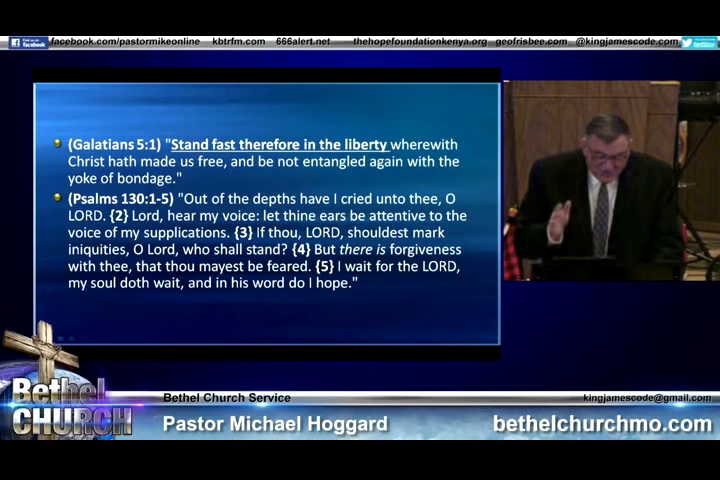 Find us on facebook
facebook.com/pastormikeonline kbtrfm.com 666alert.net thehopefoundationkenya.org geofrisbee.com @kingjamescode.com
(Galatians 5:1) "Stand fast therefore in the liberty wherewith
Christ hath made us free, and be not entangled again with the
yoke of bondage."
(Psalms 130:1-5) "Out of the depths have I cried unto thee, O
LORD. {2} Lord, hear my voice: let thine ears be attentive to the
voice of my supplications. {3} If thou, LORD, shouldest mark
iniquities, O Lord, who shall stand? {4} But there is forgiveness
with thee, that thou mayest be feared. {5} I wait for the LORD,
my soul doth wait, and in his word do I hope."
Bethel
CHURCH
Bethel Church Service
kingjamescode@gmail.com
Pastor Michael Hoggard
bethelchurchmo.com